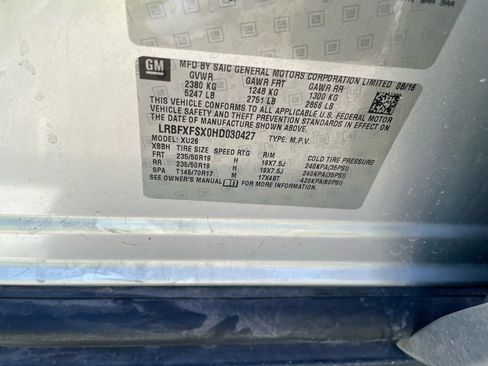 GM
MFD BY SAIC GENERAL MOTORS CORPORATION LIMITED 08/16
GVWR GAWR FRT GAWR RR
2380 KG 1248 KG 1300 KG
5247 LB 2751 LB 2866 LB
THIS VEHICLE CONFORMS TO ALL APPLICABLE U.S. FEDERAL
MOTOR VEHICLE SAFETY, BUMPER, AND THEFT PREVENTION
STANDARDS IN EFFECT ON THE DATE OF MANUFACTURE SHOWN ABOVE.
LRBFXFSX0HD030427 TYPE: M.P.V.
MODEL: XU26
XBBH TIRE SIZE SPEED RTG RIM COLD TIRE PRESSURE
FRT 235/50R19 H 19X7.5J 240KPA(35PSI)
RR 235/50R19 H 19X7.5J 240KPA(35PSI)
SPA T145/70R17 M 17X4BT 420KPA(60PSI)
SEE OWNER'S MANUAL FOR MORE INFORMATION.